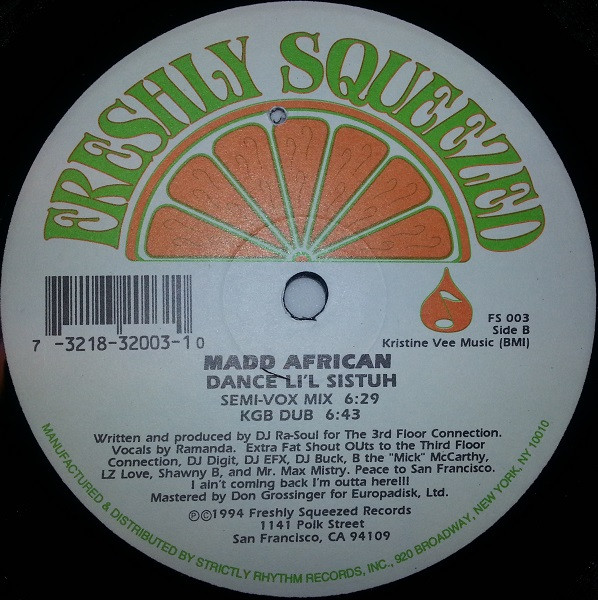 FRESHLY SQUEEZED
FS 003
Side B
Kristine Vee Music (BMI)
7 -3218-32003-1 0
MADD AFRICAN
DANCE LI'L SISTUH
SEMI-VOX MIX 6:29
KGB DUB 6:43
Written and produced by DJ Ra-Soul for The 3rd Floor Connection.
Vocals by Ramanda. Extra Fat Shout OUts to the Third Floor
Connection, DJ Digit, DJ EFX, DJ Buck, B the "Mick" McCarthy,
LZ Love, Shawny B, and Mr. Max Mistry. Peace to San Francisco.
I ain't coming back I'm outta here!!!
Mastered by Don Grossinger for Europadisk, Ltd.
℗©1994 Freshly Squeezed Records
1141 Polk Street
San Francisco, CA 94109
MANUFACTURED & DISTRIBUTED BY STRICTLY RHYTHM RECORDS, INC., 920 BROADWAY, NEW YORK, NY 10010